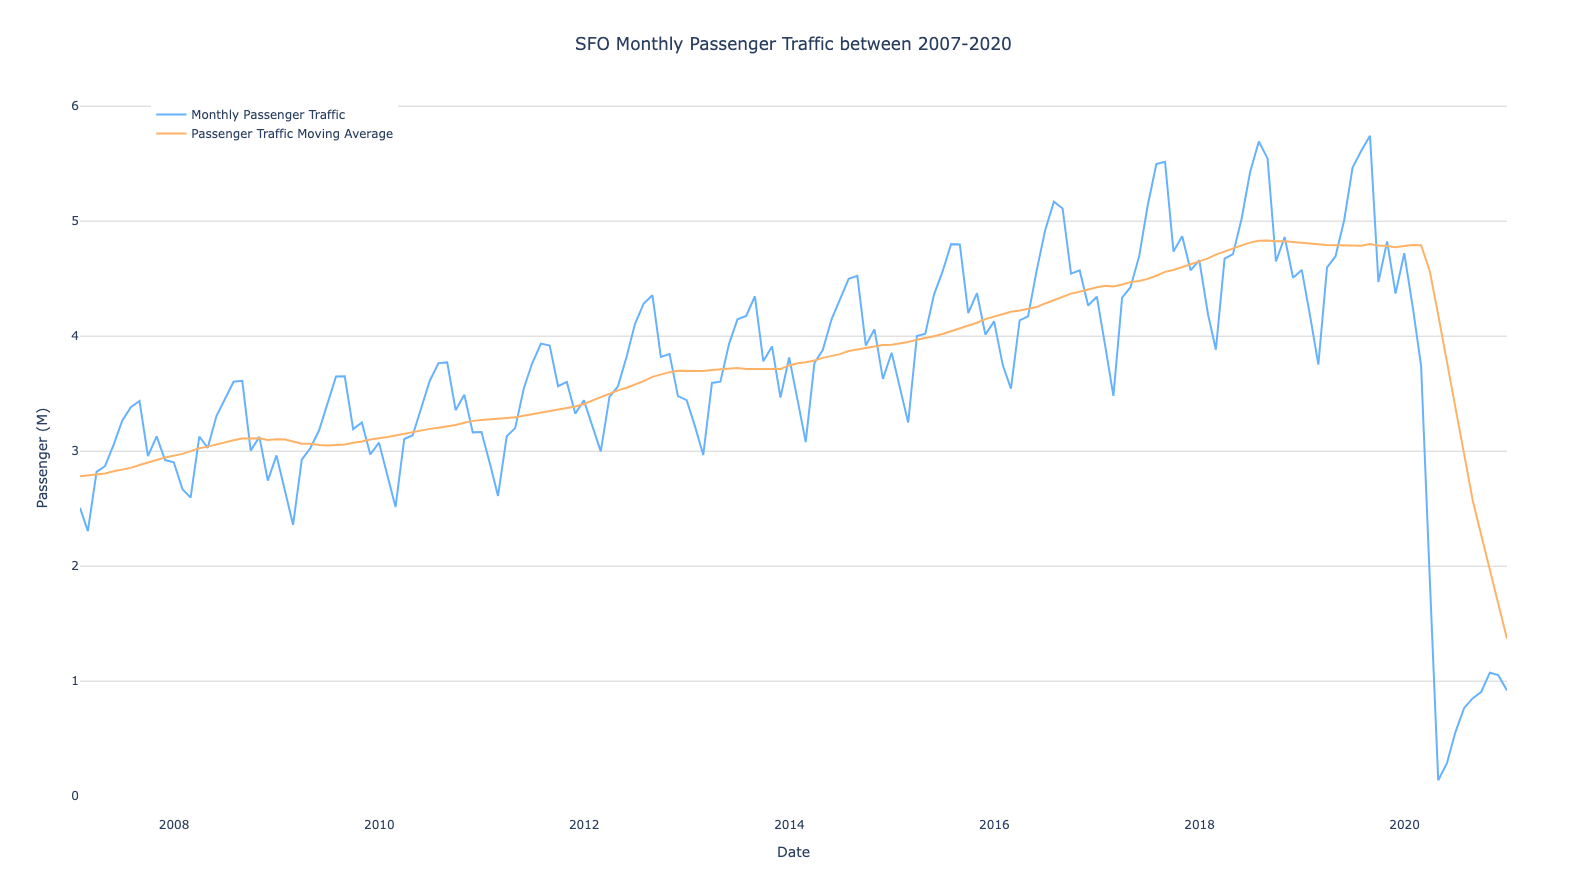 SFO Monthly Passenger Traffic between 2007-2020
Monthly Passenger Traffic
Passenger Traffic Moving Average
6
5
4
3
2
1
0
Passenger (M)
2008 2010 2012 2014 2016 2018 2020
Date